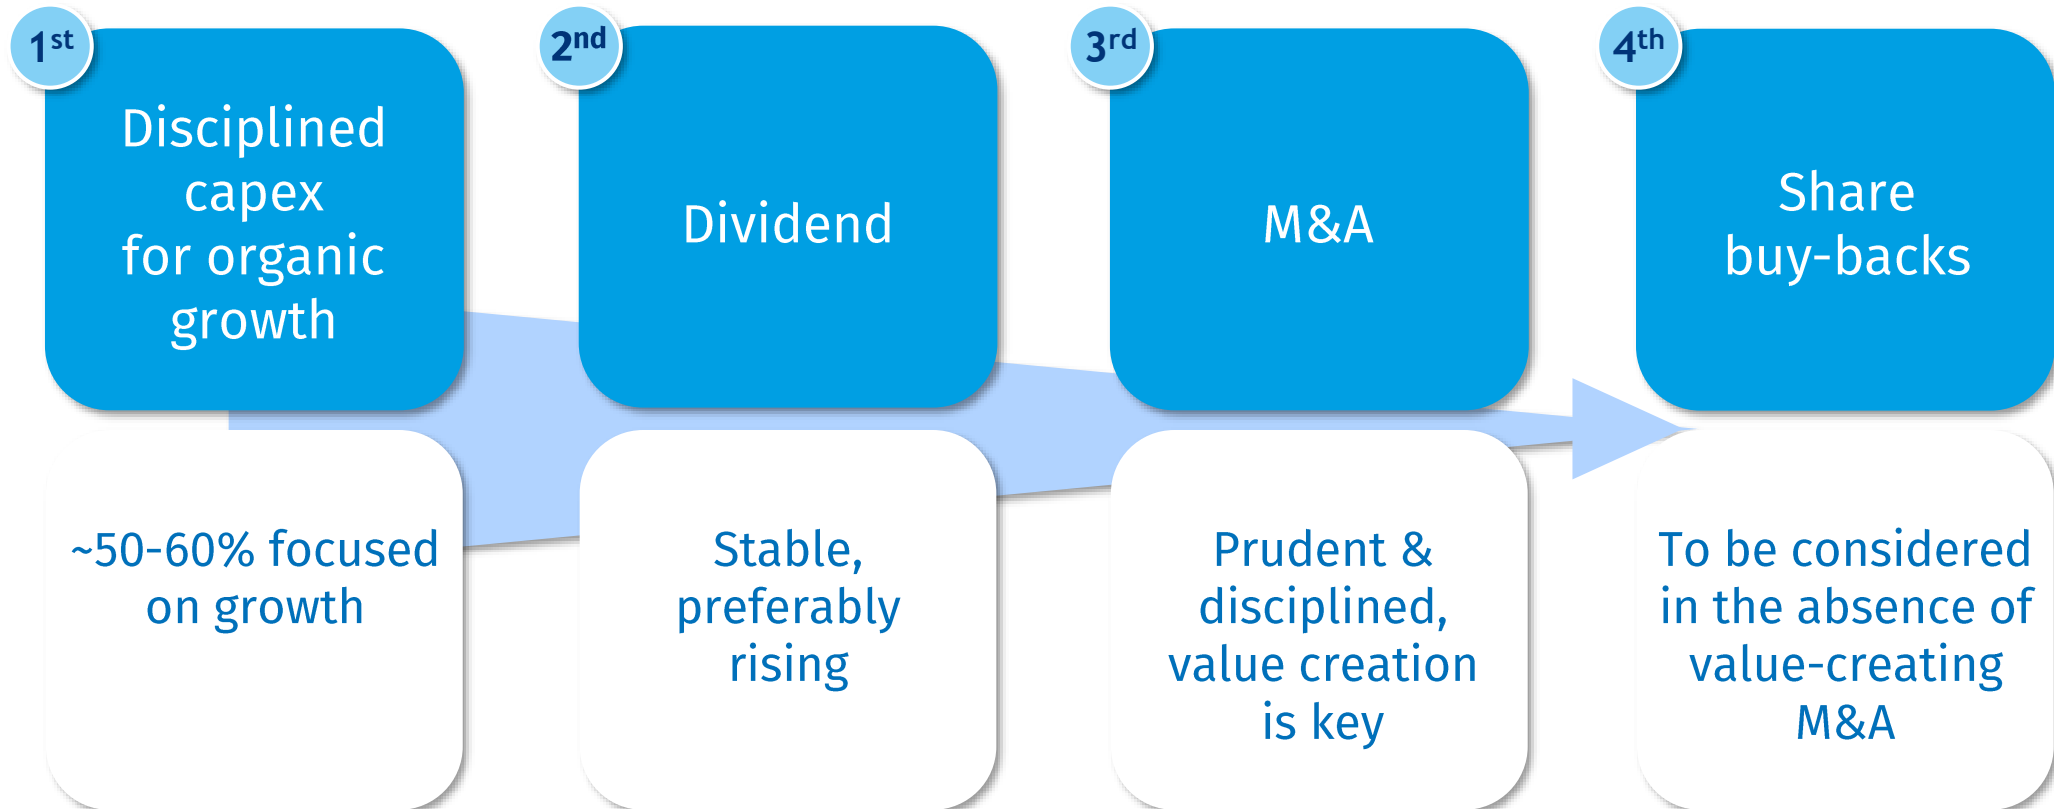 1st
Disciplined
capex
for organic
growth
~50-60% focused
on growth
2nd
Dividend
Stable,
preferably
rising
3rd
M&A
Prudent &
disciplined,
value creation
is key
4th
Share
buy-backs
To be considered
in the absence of
value-creating
M&A